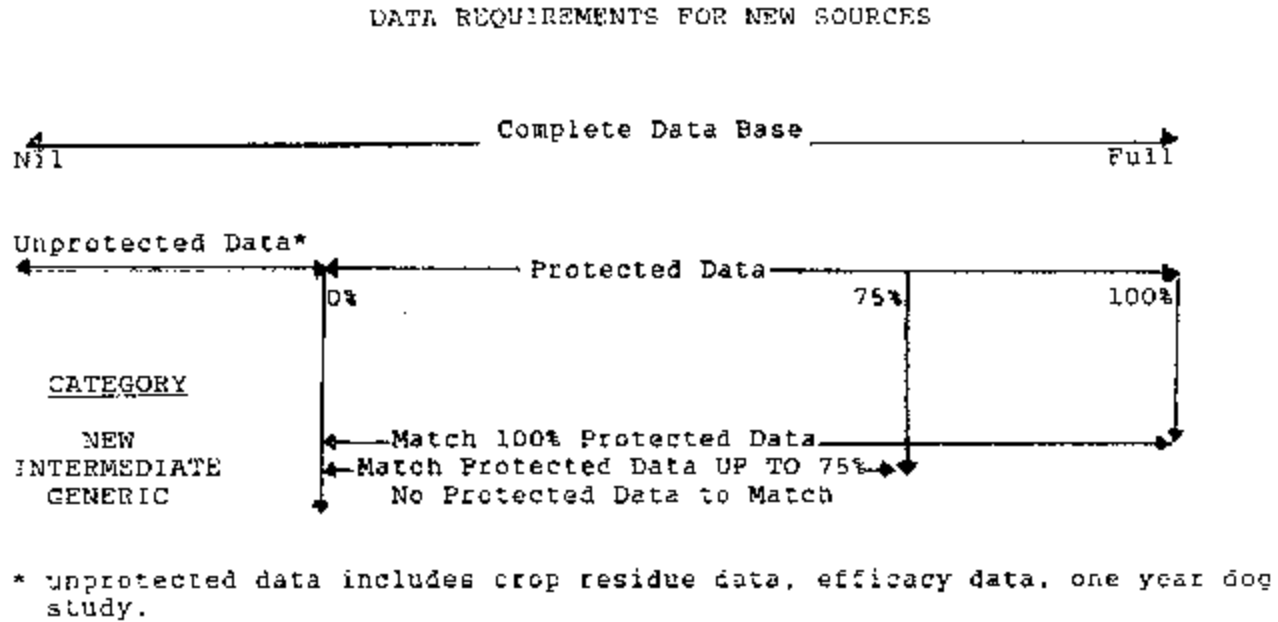 DATA REQUIREMENTS FOR NEW SOURCES
Complete Data Base
Nil Full
Unprotected Data*
Protected Data
0% 75% 100%
CATEGORY
NEW Match 100% Protected Data
INTERMEDIATE Match Protected Data UP TO 75%
GENERIC No Protected Data to Match
* unprotected data includes crop residue data, efficacy data, one year dog
study.